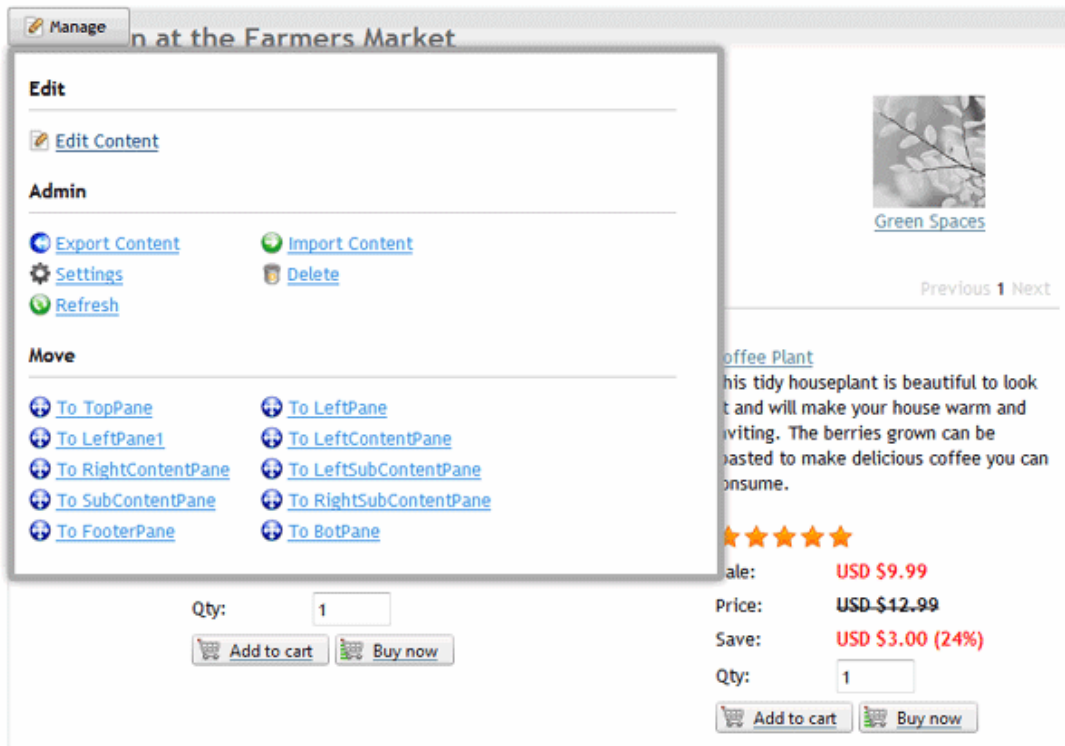 Manage
n at the Farmers Market
Edit
Edit Content
Admin
Export Content Import Content
Settings Delete
Refresh
Move
To TopPane To LeftPane
To LeftPane1 To LeftContentPane
To RightContentPane To LeftSubContentPane
To SubContentPane To RightSubContentPane
To FooterPane To BotPane
Green Spaces
Previous 1 Next
offee Plant
his tidy houseplant is beautiful to look
t and will make your house warm and
viting. The berries grown can be
asted to make delicious coffee you can
onsume.
ale: USD $9.99
Price: USD $12.99
Save: USD $3.00 (24%)
Qty: 1
Add to cart Buy now
Qty: 1
Add to cart Buy now